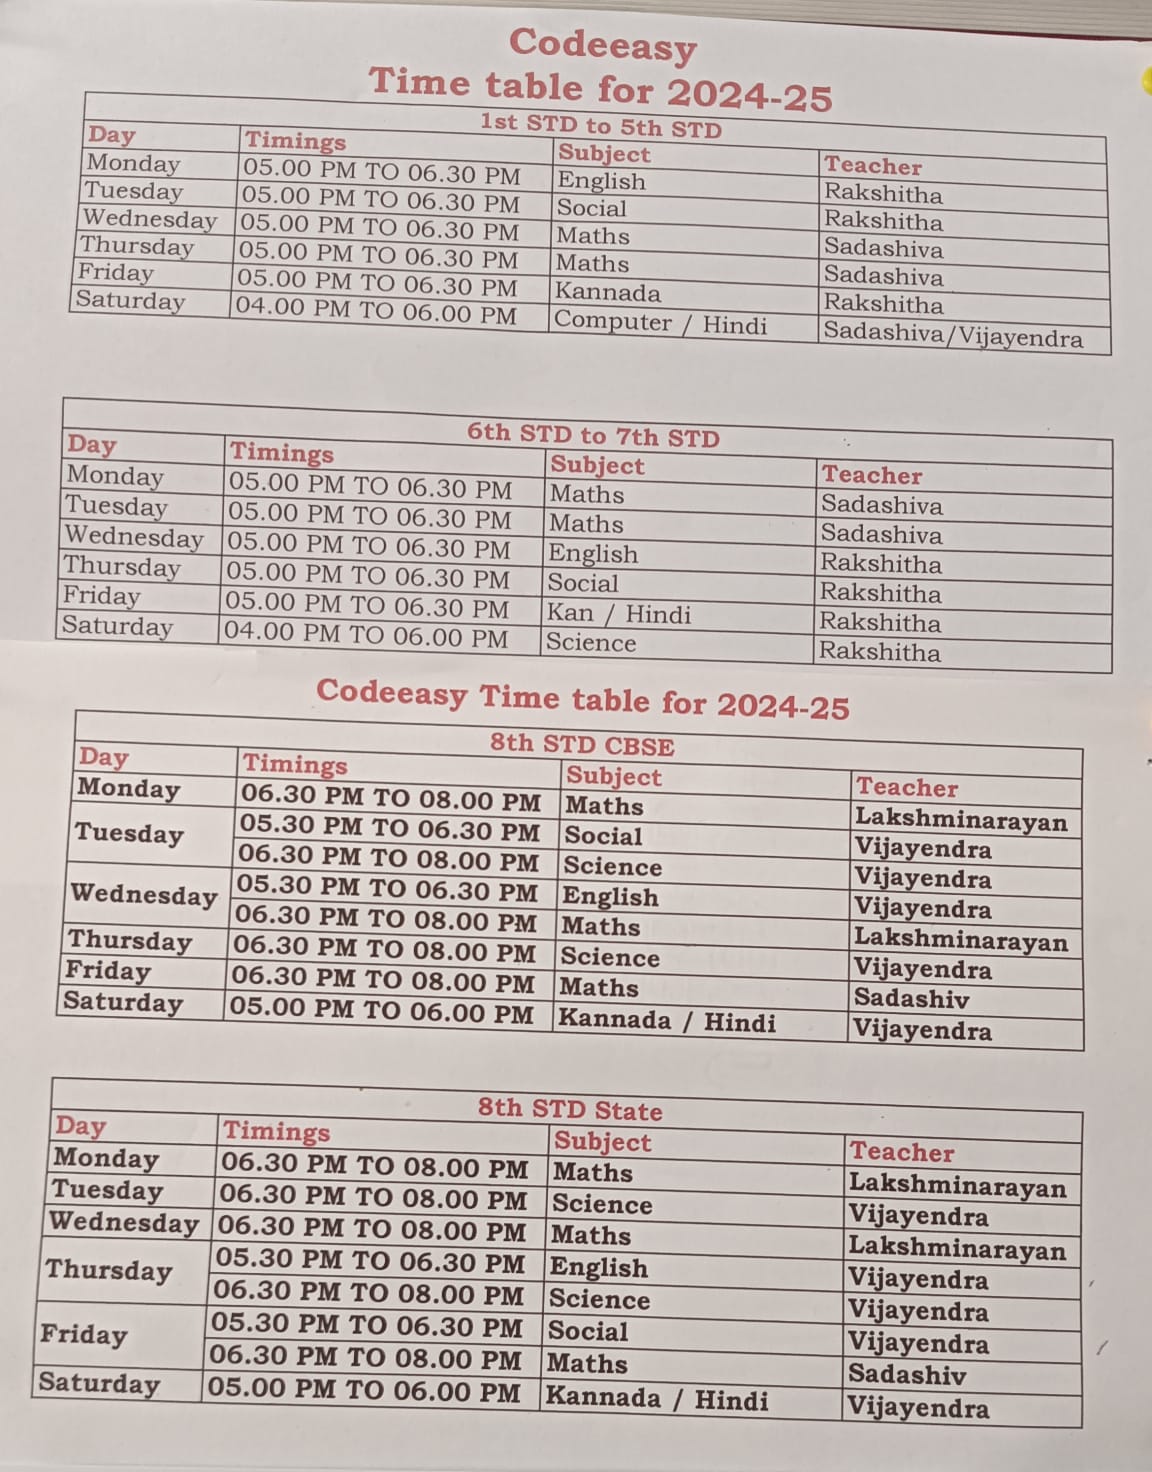 Codeeasy
Time table for 2024-25
1st STD to 5th STD
Day Timings Subject Teacher
Monday 05.00 PM TO 06.30 PM English Rakshitha
Tuesday 05.00 PM TO 06.30 PM Social Rakshitha
Wednesday 05.00 PM TO 06.30 PM Maths Sadashiva
Thursday 05.00 PM TO 06.30 PM Maths Sadashiva
Friday 05.00 PM TO 06.30 PM Kannada Rakshitha
Saturday 04.00 PM TO 06.00 PM Computer / Hindi Sadashiva/Vijayendra
6th STD to 7th STD
Day Timings Subject Teacher
Monday 05.00 PM TO 06.30 PM Maths Sadashiva
Tuesday 05.00 PM TO 06.30 PM Maths Sadashiva
Wednesday 05.00 PM TO 06.30 PM English Rakshitha
Thursday 05.00 PM TO 06.30 PM Social Rakshitha
Friday 05.00 PM TO 06.30 PM Kan / Hindi Rakshitha
Saturday 04.00 PM TO 06.00 PM Science Rakshitha
Codeeasy Time table for 2024-25
8th STD CBSE
Day Timings Subject Teacher
Monday 06.30 PM TO 08.00 PM Maths Lakshminarayan
Tuesday 05.30 PM TO 06.30 PM Social Vijayendra
06.30 PM TO 08.00 PM Science Vijayendra
Wednesday 05.30 PM TO 06.30 PM English Vijayendra
06.30 PM TO 08.00 PM Maths Lakshminarayan
Thursday 06.30 PM TO 08.00 PM Science Vijayendra
Friday 06.30 PM TO 08.00 PM Maths Sadashiv
Saturday 05.00 PM TO 06.00 PM Kannada / Hindi Vijayendra
8th STD State
Day Timings Subject Teacher
Monday 06.30 PM TO 08.00 PM Maths Lakshminarayan
Tuesday 06.30 PM TO 08.00 PM Science Vijayendra
Wednesday 06.30 PM TO 08.00 PM Maths Lakshminarayan
Thursday 05.30 PM TO 06.30 PM English Vijayendra
06.30 PM TO 08.00 PM Science Vijayendra
Friday 05.30 PM TO 06.30 PM Social Vijayendra
06.30 PM TO 08.00 PM Maths Sadashiv
Saturday 05.00 PM TO 06.00 PM Kannada / Hindi Vijayendra